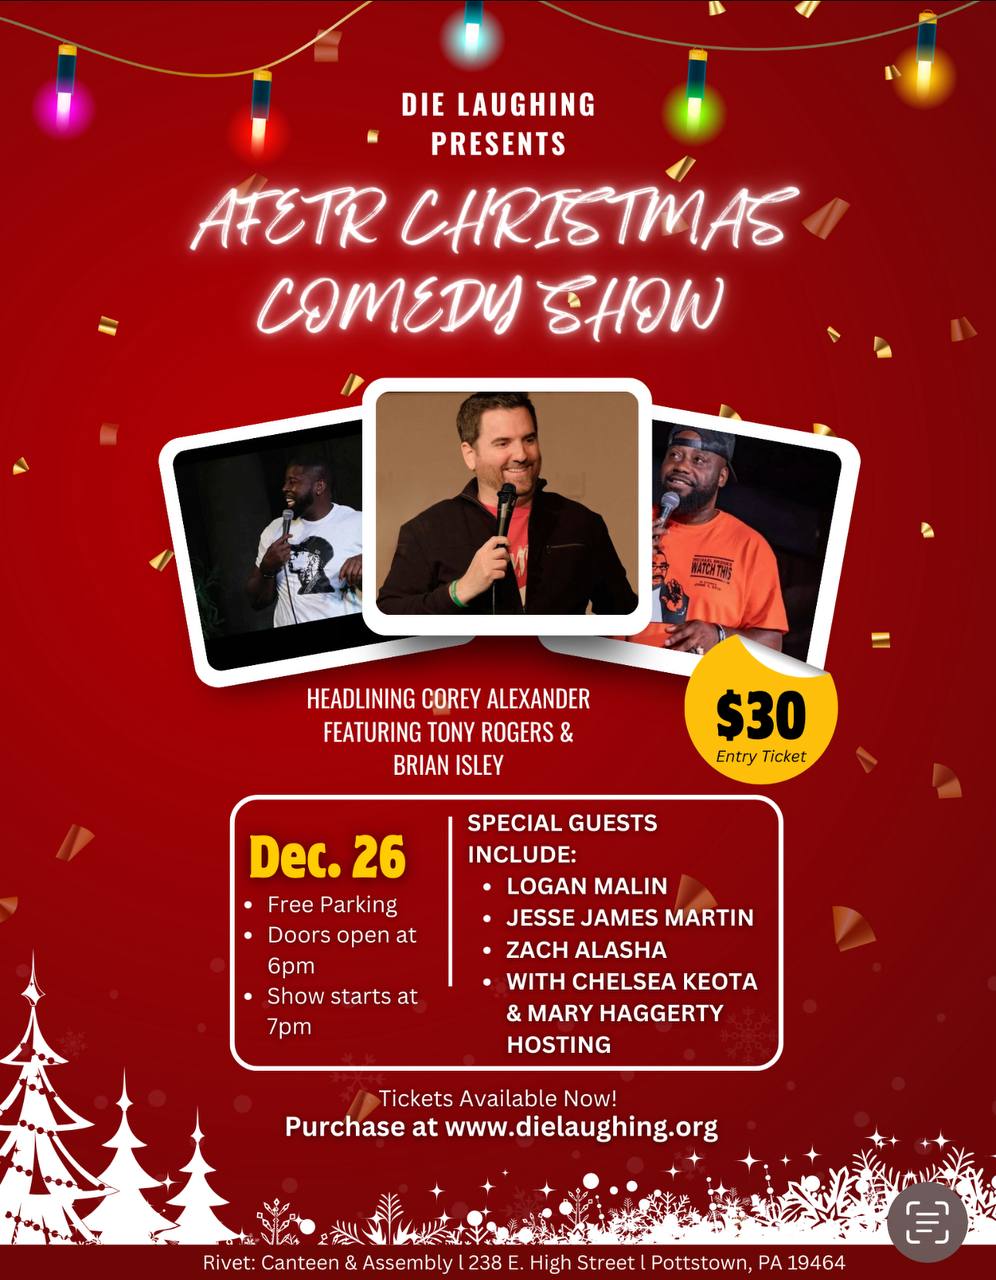 DIE LAUGHING
PRESENTS
AFETR CHRISTMAS
COMEDY SHOW
WATCH THIS
HEADLINING COREY ALEXANDER
FEATURING TONY ROGERS &
BRIAN ISLEY
$30
Entry Ticket
Dec. 26
• Free Parking
• Doors open at
6pm
• Show starts at
7pm
SPECIAL GUESTS
INCLUDE:
• LOGAN MALIN
• JESSE JAMES MARTIN
• ZACH ALASHA
• WITH CHELSEA KEOTA
& MARY HAGGERTY
HOSTING
Tickets Available Now!
Purchase at www.dielaughing.org
Rivet: Canteen & Assembly l 238 E. High Street l Pottstown, PA 19464